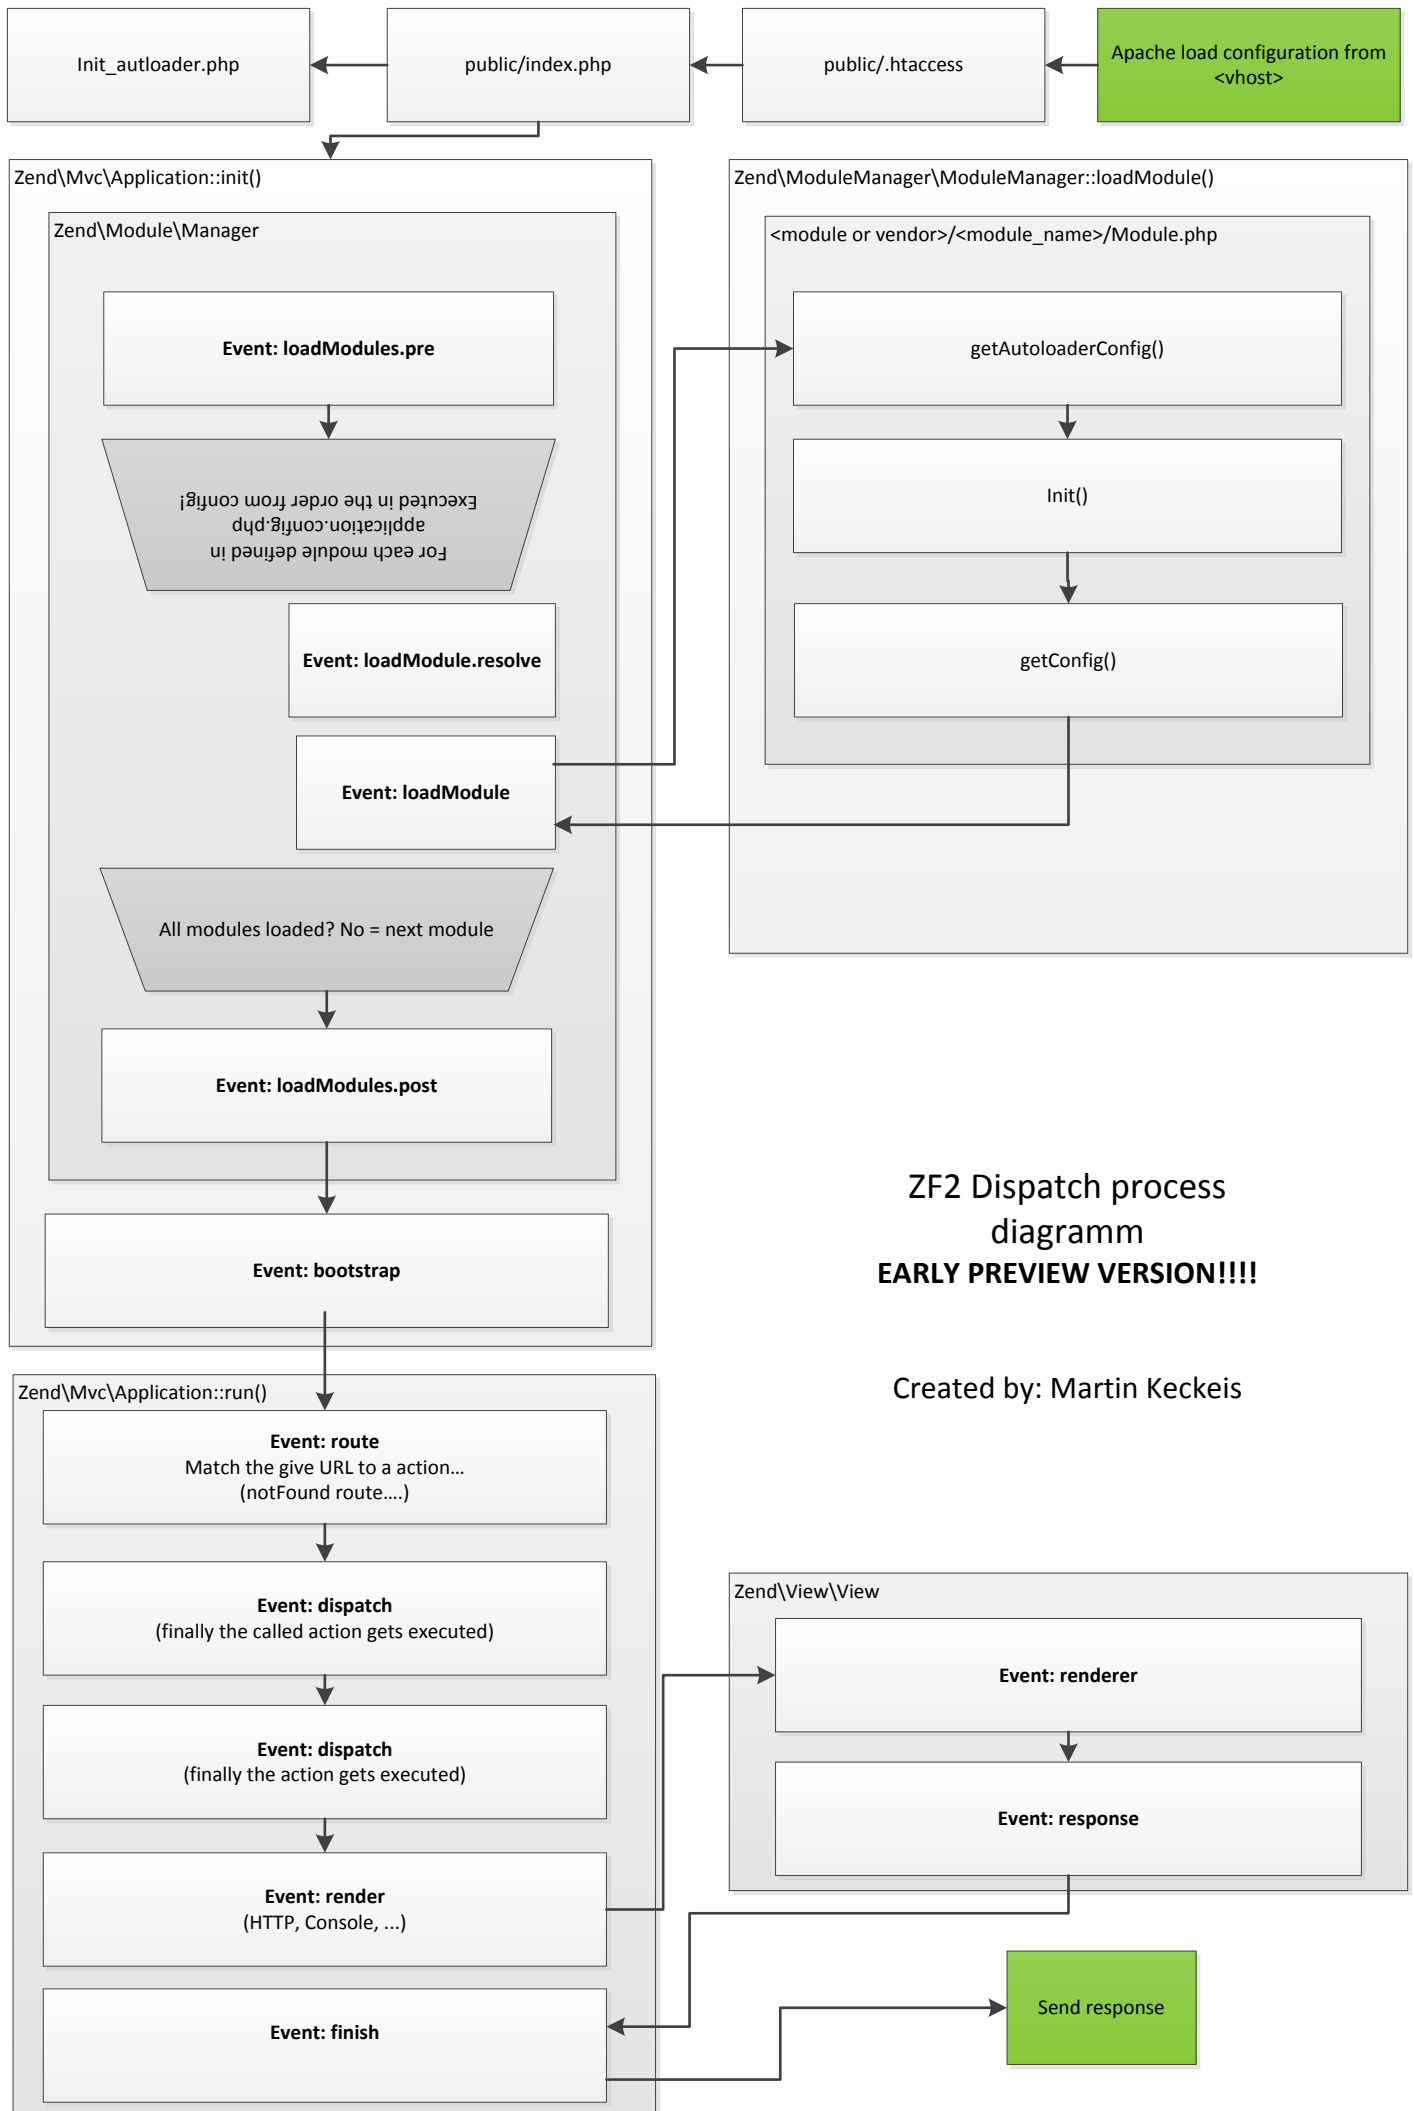 Init_autloader.php
public/index.php
public/.htaccess
Apache load configuration from
<vhost>
Zend\Mvc\Application::init()
Zend\Module\Manager
Event: loadModules.pre
For each module defined in
application.config.php
Executed in the order from config!
Event: loadModule.resolve
Event: loadModule
All modules loaded? No = next module
Event: loadModules.post
Event: bootstrap
Zend\ModuleManager\ModuleManager::loadModule()
<module or vendor>/<module_name>/Module.php
getAutoloaderConfig()
Init()
getConfig()
ZF2 Dispatch process
diagramm
EARLY PREVIEW VERSION!!!!
Created by: Martin Keckeis
Zend\Mvc\Application::run()
Event: route
Match the give URL to a action...
(notFound route....)
Event: dispatch
(finally the called action gets executed)
Event: dispatch
(finally the action gets executed)
Event: render
(HTTP, Console, ...)
Event: finish
Zend\View\View
Event: renderer
Event: response
Send response